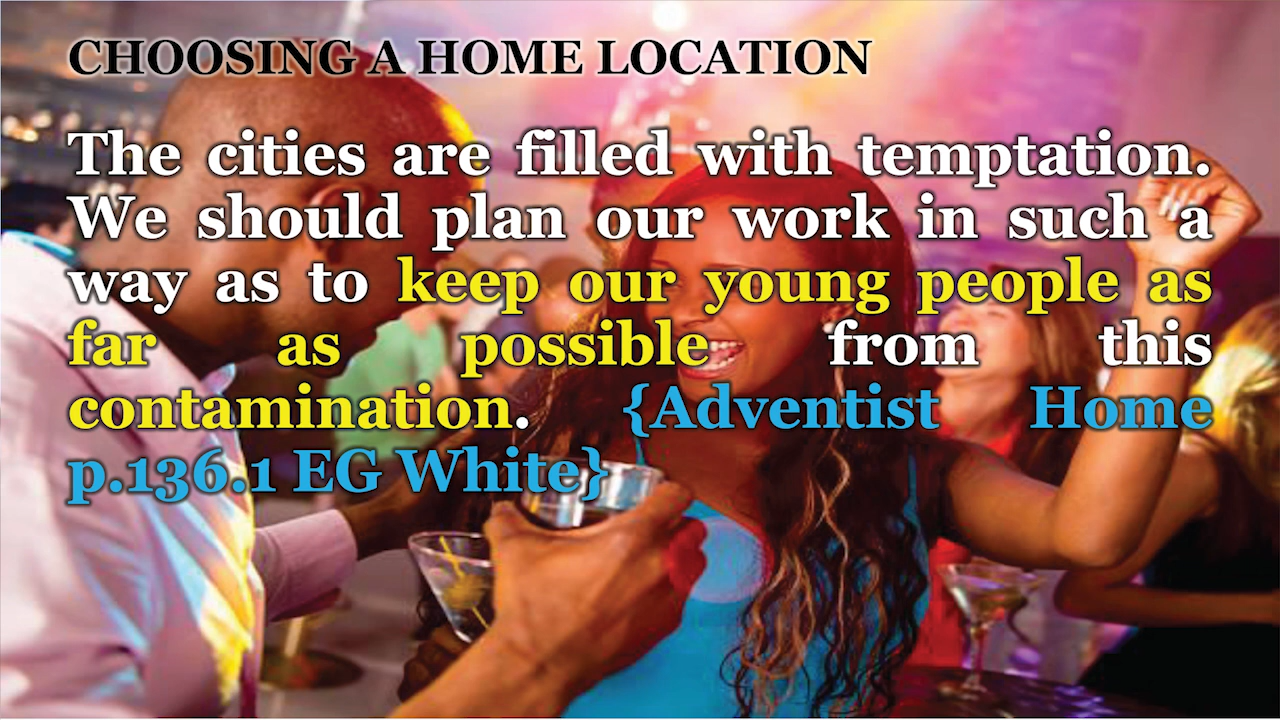 CHOOSING A HOME LOCATION
The cities are filled with temptation.
We should plan our work in such a
way as to keep our young people as
far as possible from this
contamination. {Adventist Home
p.136.1 EG White}